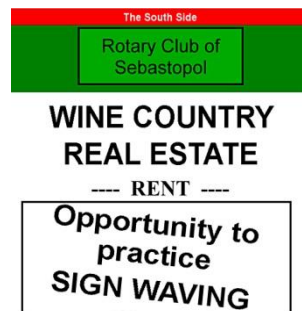 The South Side
Rotary Club of
Sebastopol
WINE COUNTRY
REAL ESTATE
---- RENT ----
Opportunity to
practice
SIGN WAVING